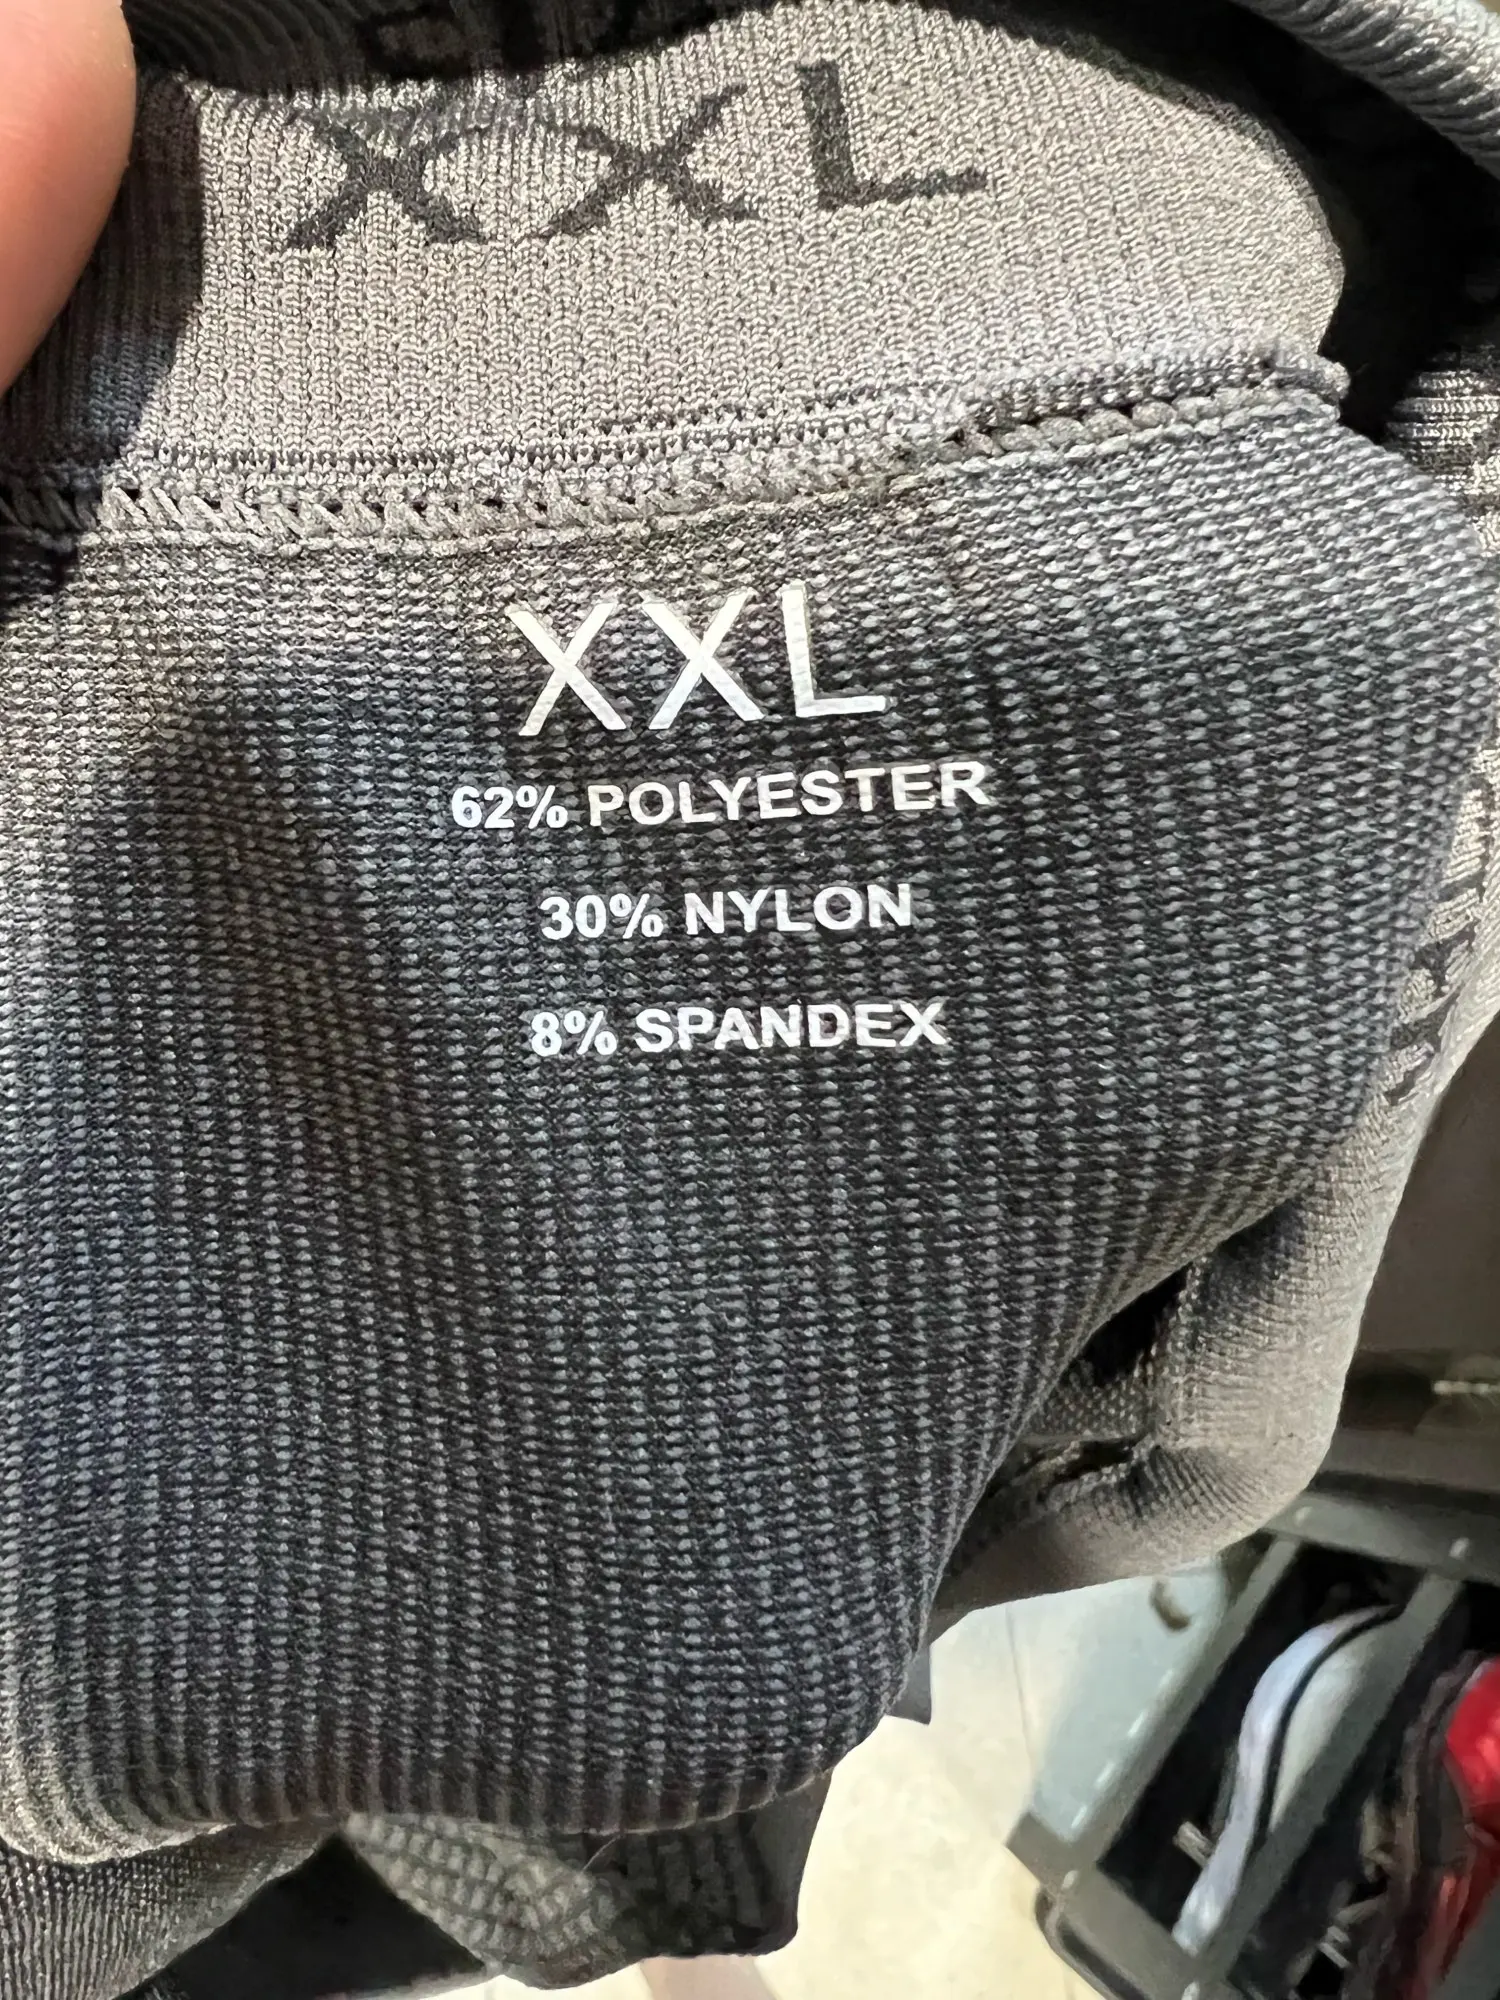 XXL
XXL
62% POLYESTER
30% NYLON
8% SPANDEX